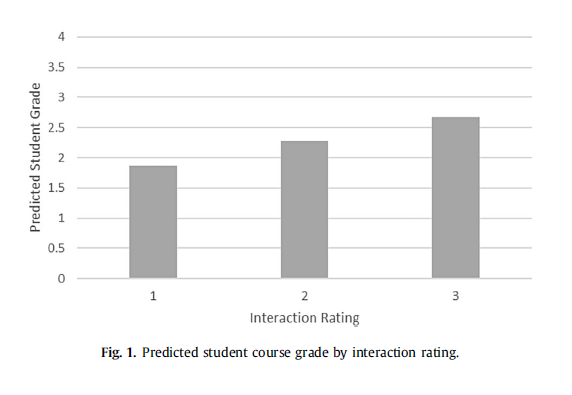 4
3.5
3
2.5
2
1.5
1
0.5
0
Predicted Student Grade
1 2 3
Interaction Rating
Fig. 1. Predicted student course grade by interaction rating.